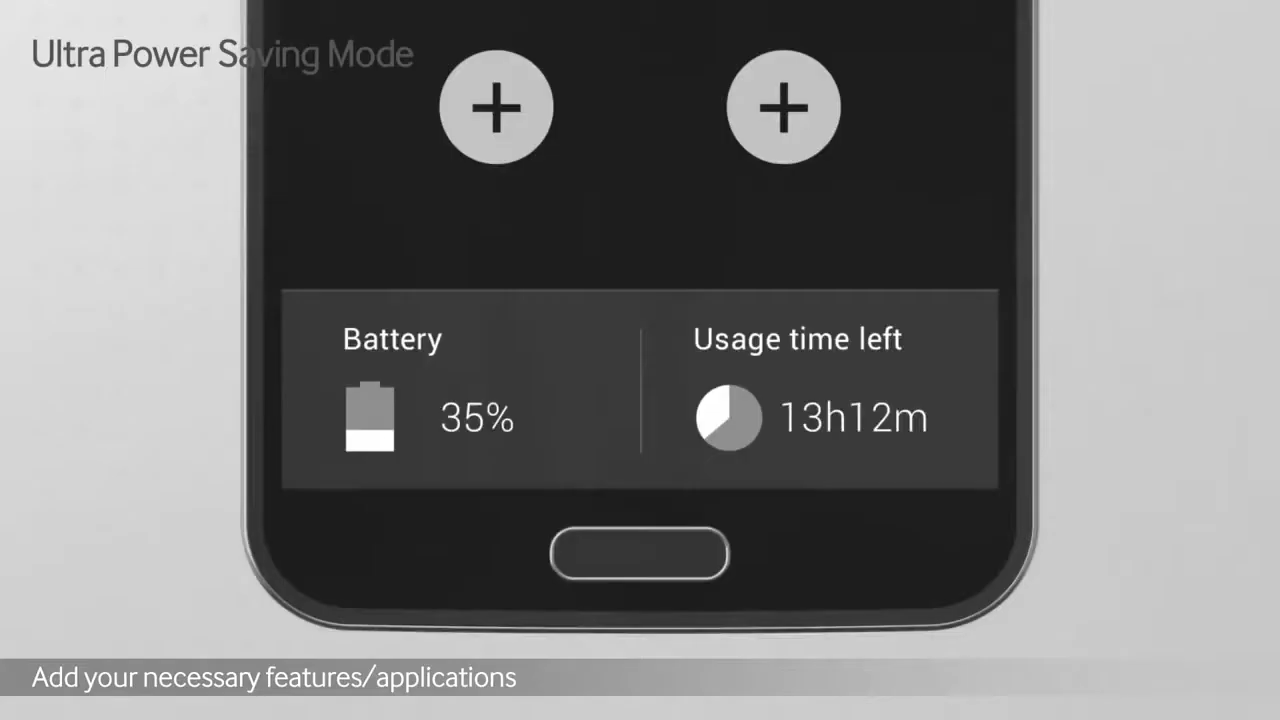 Ultra Power Saving Mode
Battery
Usage time left
35%
13h12m
Add your necessary features/applications